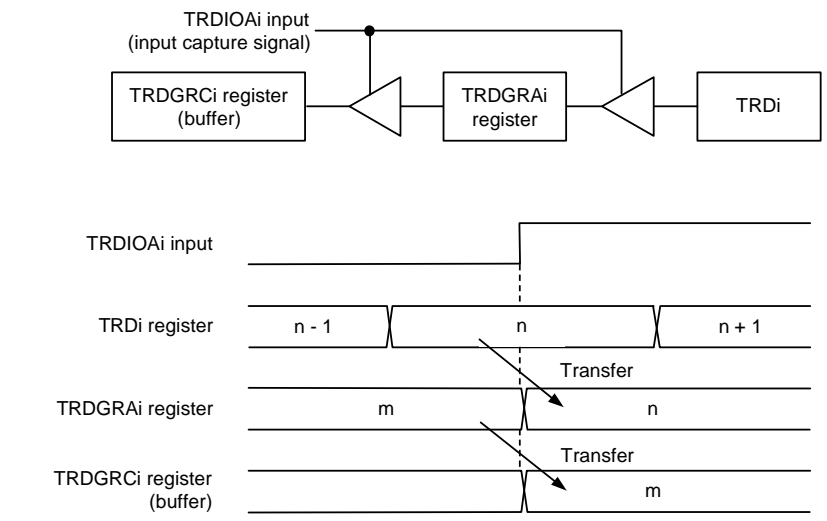 TRDIOAi input
(input capture signal)
TRDGRCi register
(buffer)
TRDGRAi
register
TRDi
TRDIOAi input
TRDi register
n - 1
n
n + 1
Transfer
TRDGRAi register
m
n
Transfer
TRDGRCi register
(buffer)
m